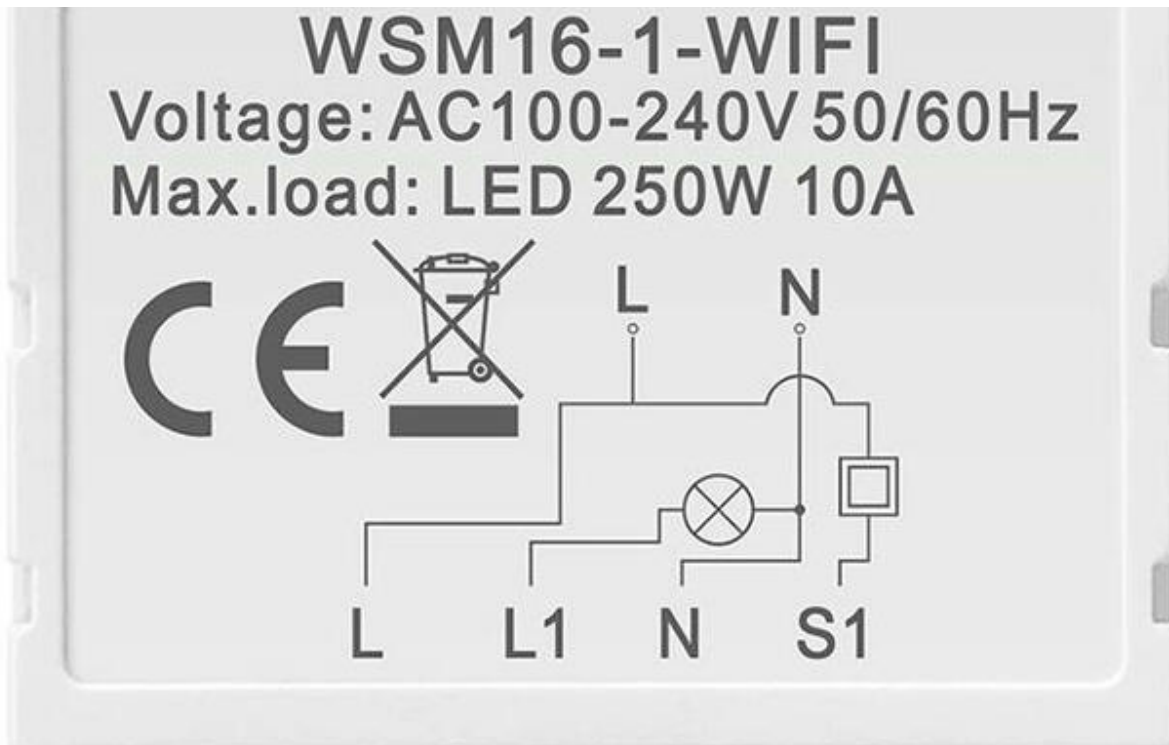 WSM16-1-WIFI
Voltage: AC100-240V 50/60Hz
Max.load: LED 250W 10A
CE
L N
L L1 N S1